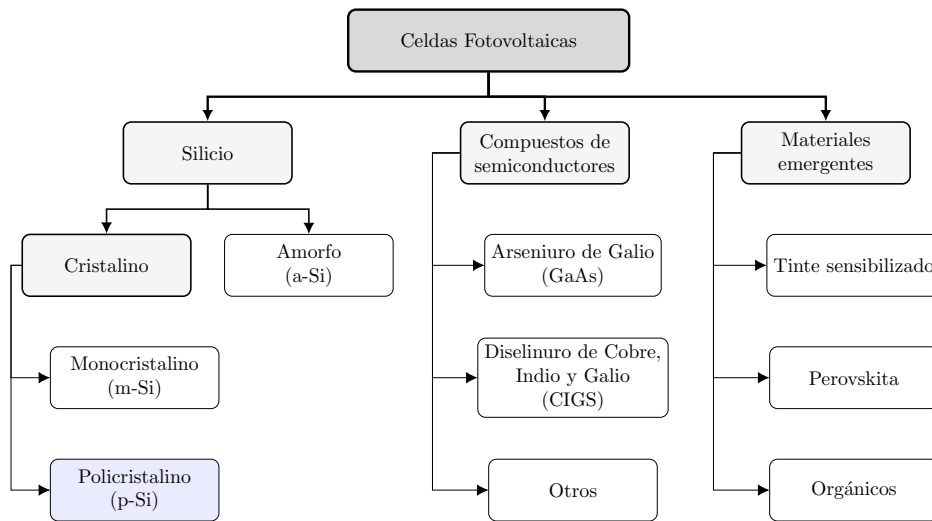 Celdas Fotovoltaicas
Silicio
Compuestos de
semiconductores
Materiales
emergentes
Cristalino
Amorfo
(a-Si)
Arseniuro de Galio
(GaAs)
Tinte sensibilizado
Monocristalino
(m-Si)
Diselinuro de Cobre,
Indio y Galio
(CIGS)
Perovskita
Policristalino
(p-Si)
Otros
Orgánicos